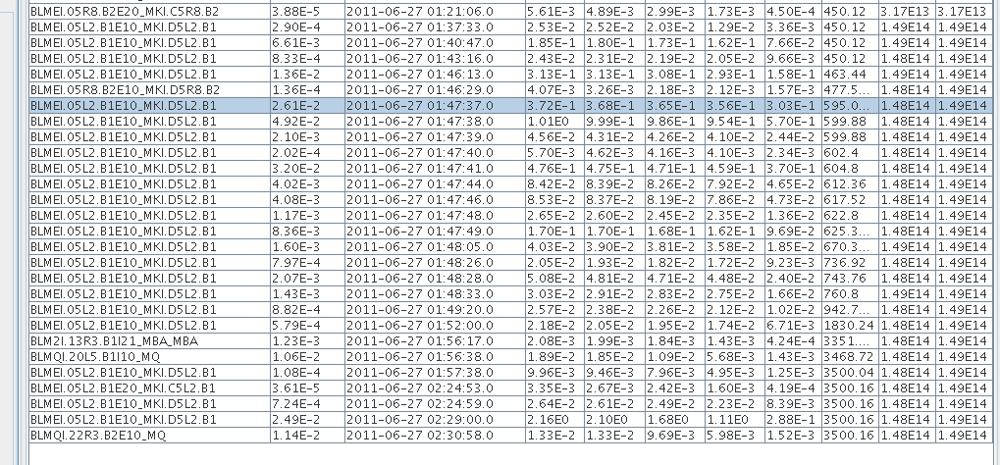 BLMEI.05R8.B2E20_MKI.C5R8.B2 3.88E-5 2011-06-27 01:21:06.0 5.61E-3 4.89E-3 2.99E-3 1.73E-3 4.50E-4 450.12 3.17E13 3.17E13
BLMEI.05L2.B1E10_MKI.D5L2.B1 2.90E-4 2011-06-27 01:37:33.0 2.53E-2 2.52E-2 2.03E-2 1.29E-2 3.36E-3 450.12 1.49E14 1.49E14
BLMEI.05L2.B1E10_MKI.D5L2.B1 6.61E-3 2011-06-27 01:40:47.0 1.85E-1 1.80E-1 1.73E-1 1.62E-1 7.66E-2 450.12 1.49E14 1.49E14
BLMEI.05L2.B1E10_MKI.D5L2.B1 8.33E-4 2011-06-27 01:43:16.0 2.43E-2 2.31E-2 2.19E-2 2.05E-2 9.66E-3 450.12 1.48E14 1.49E14
BLMEI.05L2.B1E10_MKI.D5L2.B1 1.36E-2 2011-06-27 01:46:13.0 3.13E-1 3.13E-1 3.08E-1 2.93E-1 1.58E-1 463.44 1.48E14 1.49E14
BLMEI.05R8.B2E10_MKI.D5R8.B2 1.36E-4 2011-06-27 01:46:29.0 4.07E-3 3.26E-3 2.18E-3 2.12E-3 1.57E-3 477.5... 1.48E14 1.49E14
BLMEI.05L2.B1E10_MKI.D5L2.B1 2.61E-2 2011-06-27 01:47:37.0 3.72E-1 3.68E-1 3.65E-1 3.56E-1 3.03E-1 595.0... 1.48E14 1.49E14
BLMEI.05L2.B1E10_MKI.D5L2.B1 4.92E-2 2011-06-27 01:47:38.0 1.01E0 9.99E-1 9.86E-1 9.54E-1 5.70E-1 599.88 1.48E14 1.49E14
BLMEI.05L2.B1E10_MKI.D5L2.B1 2.10E-3 2011-06-27 01:47:39.0 4.56E-2 4.31E-2 4.26E-2 4.10E-2 2.44E-2 599.88 1.48E14 1.49E14
BLMEI.05L2.B1E10_MKI.D5L2.B1 2.02E-4 2011-06-27 01:47:40.0 5.70E-3 4.62E-3 4.16E-3 4.10E-3 2.34E-3 602.4 1.48E14 1.49E14
BLMEI.05L2.B1E10_MKI.D5L2.B1 3.20E-2 2011-06-27 01:47:41.0 4.76E-1 4.75E-1 4.71E-1 4.59E-1 3.70E-1 604.8 1.48E14 1.49E14
BLMEI.05L2.B1E10_MKI.D5L2.B1 4.02E-3 2011-06-27 01:47:44.0 8.42E-2 8.39E-2 8.26E-2 7.92E-2 4.65E-2 612.36 1.48E14 1.49E14
BLMEI.05L2.B1E10_MKI.D5L2.B1 4.08E-3 2011-06-27 01:47:46.0 8.53E-2 8.37E-2 8.19E-2 7.86E-2 4.73E-2 617.52 1.48E14 1.49E14
BLMEI.05L2.B1E10_MKI.D5L2.B1 1.17E-3 2011-06-27 01:47:48.0 2.65E-2 2.60E-2 2.45E-2 2.35E-2 1.36E-2 622.8 1.48E14 1.49E14
BLMEI.05L2.B1E10_MKI.D5L2.B1 8.36E-3 2011-06-27 01:47:49.0 1.70E-1 1.70E-1 1.68E-1 1.62E-1 9.69E-2 625.3... 1.48E14 1.49E14
BLMEI.05L2.B1E10_MKI.D5L2.B1 1.60E-3 2011-06-27 01:48:05.0 4.03E-2 3.90E-2 3.81E-2 3.58E-2 1.85E-2 670.3... 1.48E14 1.49E14
BLMEI.05L2.B1E10_MKI.D5L2.B1 7.97E-4 2011-06-27 01:48:26.0 2.05E-2 1.93E-2 1.82E-2 1.72E-2 9.23E-3 736.92 1.48E14 1.49E14
BLMEI.05L2.B1E10_MKI.D5L2.B1 2.07E-3 2011-06-27 01:48:28.0 5.08E-2 4.81E-2 4.71E-2 4.48E-2 2.40E-2 743.76 1.48E14 1.49E14
BLMEI.05L2.B1E10_MKI.D5L2.B1 1.43E-3 2011-06-27 01:48:33.0 3.03E-2 2.91E-2 2.83E-2 2.75E-2 1.66E-2 760.8 1.48E14 1.49E14
BLMEI.05L2.B1E10_MKI.D5L2.B1 8.82E-4 2011-06-27 01:49:20.0 2.57E-2 2.38E-2 2.26E-2 2.12E-2 1.02E-2 942.7... 1.48E14 1.49E14
BLMEI.05L2.B1E10_MKI.D5L2.B1 5.79E-4 2011-06-27 01:52:00.0 2.18E-2 2.05E-2 1.95E-2 1.74E-2 6.71E-3 1830.24 1.48E14 1.49E14
BLM2I.13R3.B1I21_MBA_MBA 1.23E-3 2011-06-27 01:56:17.0 2.08E-3 1.99E-3 1.84E-3 1.43E-3 4.24E-4 3351.... 1.48E14 1.49E14
BLMQI.20L5.B1I10_MQ 1.06E-2 2011-06-27 01:56:38.0 1.89E-2 1.85E-2 1.09E-2 5.68E-3 1.43E-3 3468.72 1.48E14 1.49E14
BLMEI.05L2.B1E10_MKI.D5L2.B1 1.08E-4 2011-06-27 01:57:38.0 9.96E-3 9.46E-3 7.96E-3 4.95E-3 1.25E-3 3500.04 1.48E14 1.49E14
BLMEI.05L2.B1E20_MKI.C5L2.B1 3.61E-5 2011-06-27 02:24:53.0 3.35E-3 2.67E-3 2.42E-3 1.60E-3 4.19E-4 3500.16 1.48E14 1.49E14
BLMEI.05L2.B1E10_MKI.D5L2.B1 7.24E-4 2011-06-27 02:24:59.0 2.64E-2 2.61E-2 2.49E-2 2.23E-2 8.39E-3 3500.16 1.48E14 1.49E14
BLMEI.05L2.B1E10_MKI.D5L2.B1 2.49E-2 2011-06-27 02:29:00.0 2.16E0 2.10E0 1.68E0 1.11E0 2.88E-1 3500.16 1.48E14 1.49E14
BLMQI.22R3.B2E10_MQ 1.14E-2 2011-06-27 02:30:58.0 1.33E-2 1.33E-2 9.69E-3 5.98E-3 1.52E-3 3500.16 1.48E14 1.49E14